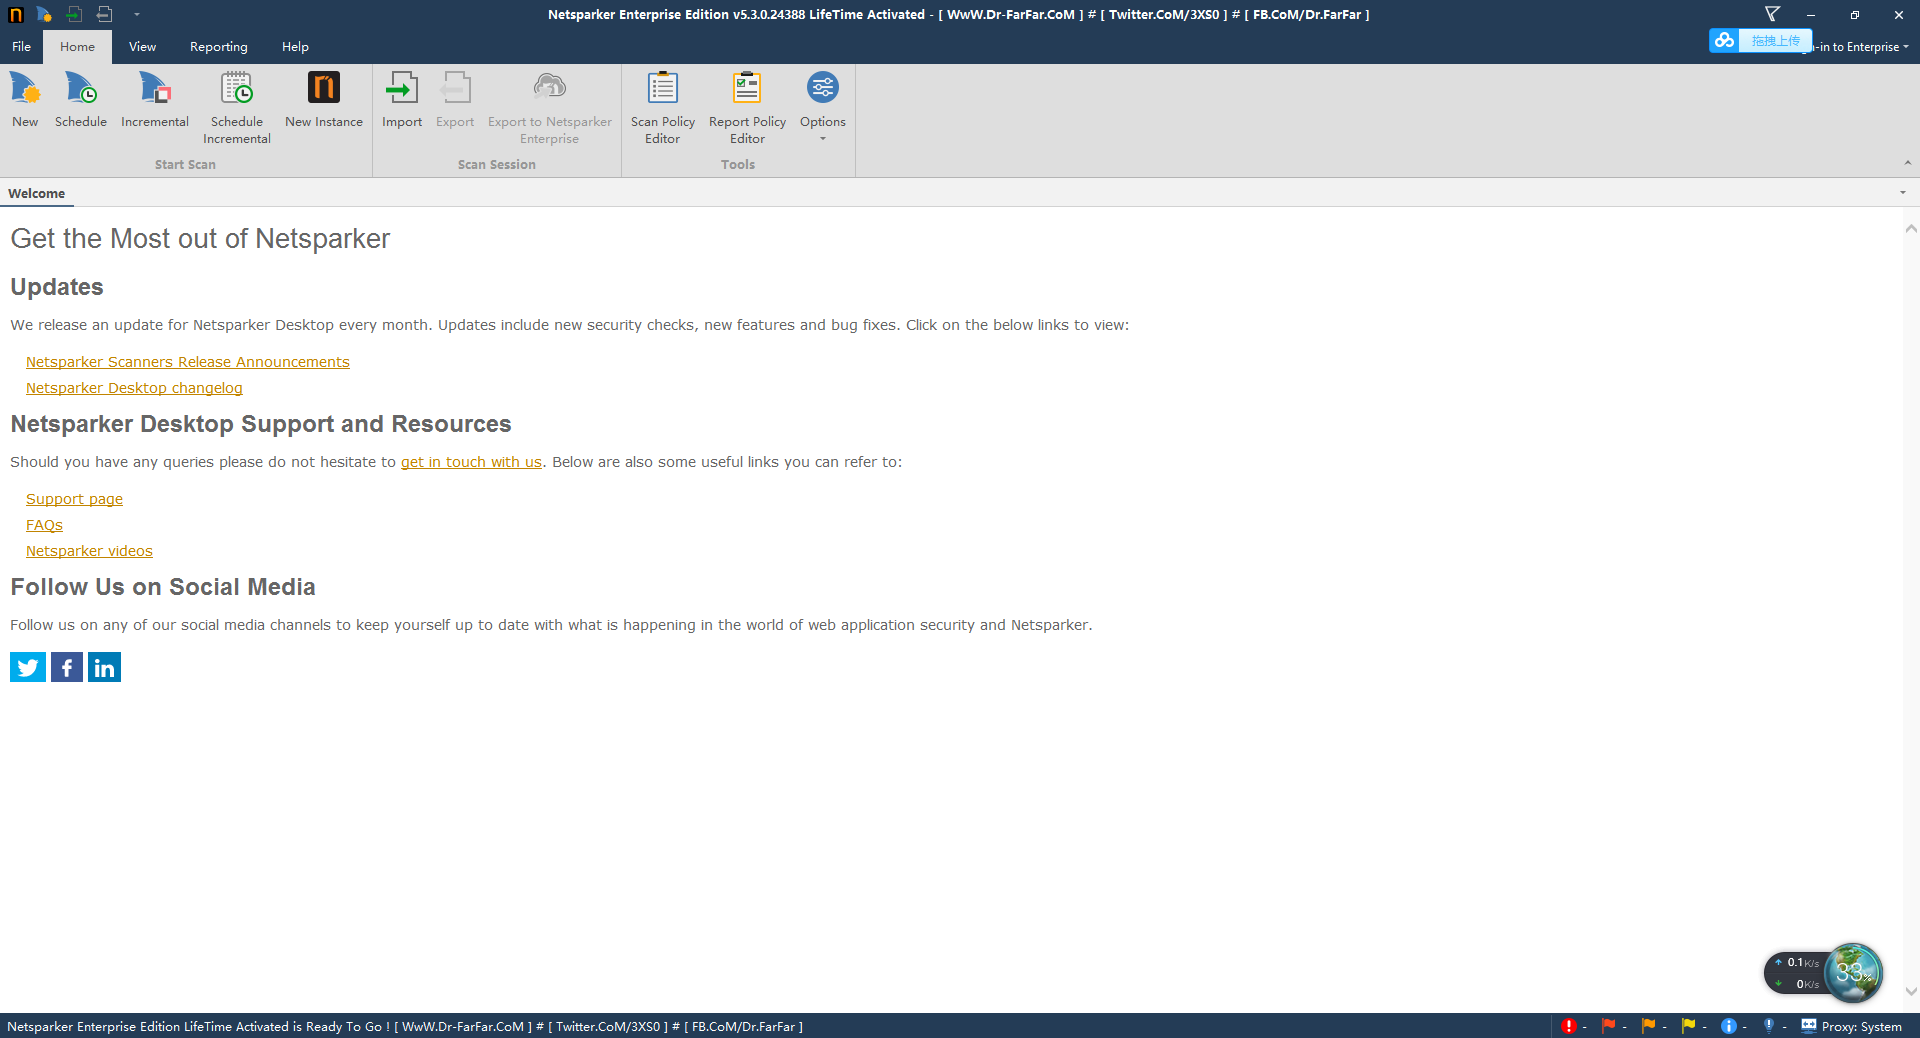 Netsparker Enterprise Edition v5.3.0.24388 LifeTime Activated - [ WwW.Dr-FarFar.CoM ] # [ Twitter.CoM/3XS0 ] # [ FB.CoM/Dr.FarFar ]
File Home View Reporting Help
拖拽上传
-in to Enterprise
New Schedule Incremental Schedule Incremental New Instance
Import Export Export to Netsparker Enterprise
Scan Policy Editor Report Policy Editor Options
Start Scan Scan Session Tools
Welcome
Get the Most out of Netsparker
Updates
We release an update for Netsparker Desktop every month. Updates include new security checks, new features and bug fixes. Click on the below links to view:
Netsparker Scanners Release Announcements
Netsparker Desktop changelog
Netsparker Desktop Support and Resources
Should you have any queries please do not hesitate to get in touch with us. Below are also some useful links you can refer to:
Support page
FAQs
Netsparker videos
Follow Us on Social Media
Follow us on any of our social media channels to keep yourself up to date with what is happening in the world of web application security and Netsparker.
0.1K/s
0K/s
33%
Netsparker Enterprise Edition LifeTime Activated is Ready To Go ! [ WwW.Dr-FarFar.CoM ] # [ Twitter.CoM/3XS0 ] # [ FB.CoM/Dr.FarFar ]
- - - - - - Proxy: System